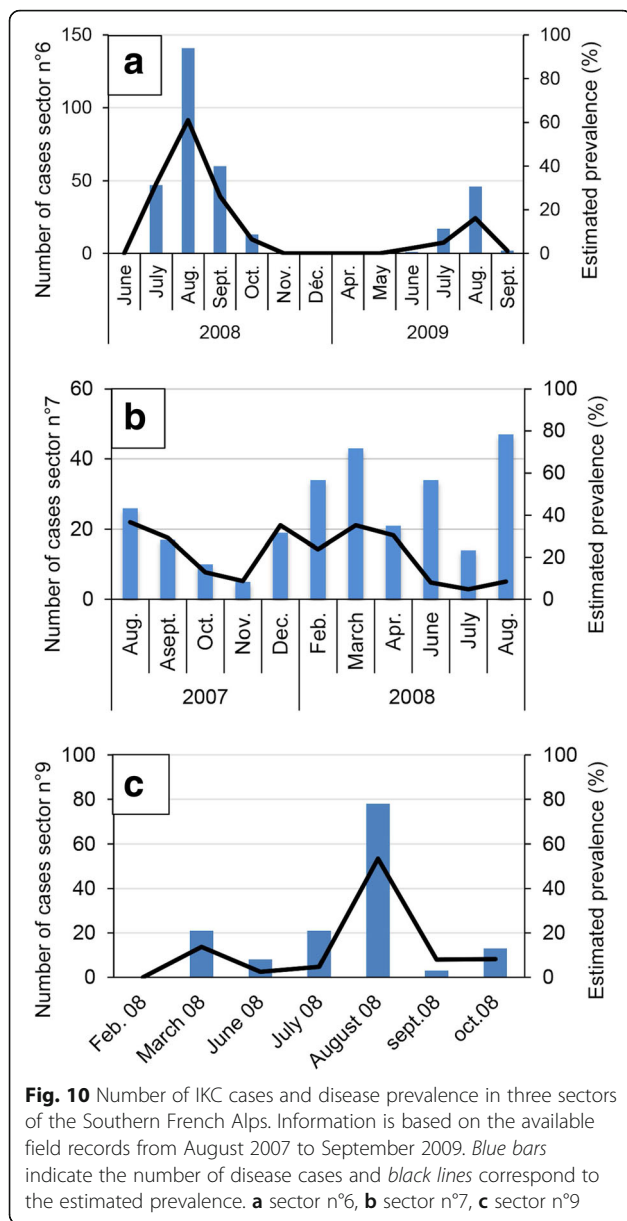 a
Number of cases sector n°6
150
100
50
0
100
80
60
40
20
0
Estimated prevalence (%)
June July Aug. Sept. Oct. Nov. Déc. Apr. May June July Aug. Sept.
2008 2009
b
Number of cases sector n°7
60
40
20
0
100
80
60
40
20
0
Estimated prevalence (%)
Aug. Asept. Oct. Nov. Dec. Feb. March Apr. June July Aug.
2007 2008
c
Number of cases sector n°9
100
80
60
40
20
0
100
80
60
40
20
0
Estimated prevalence (%)
Feb. 08 March 08 June 08 July 08 August 08 sept.08 oct.08
Fig. 10 Number of IKC cases and disease prevalence in three sectors
of the Southern French Alps. Information is based on the available
field records from August 2007 to September 2009. Blue bars
indicate the number of disease cases and black lines correspond to
the estimated prevalence. a sector n°6, b sector n°7, c sector n°9